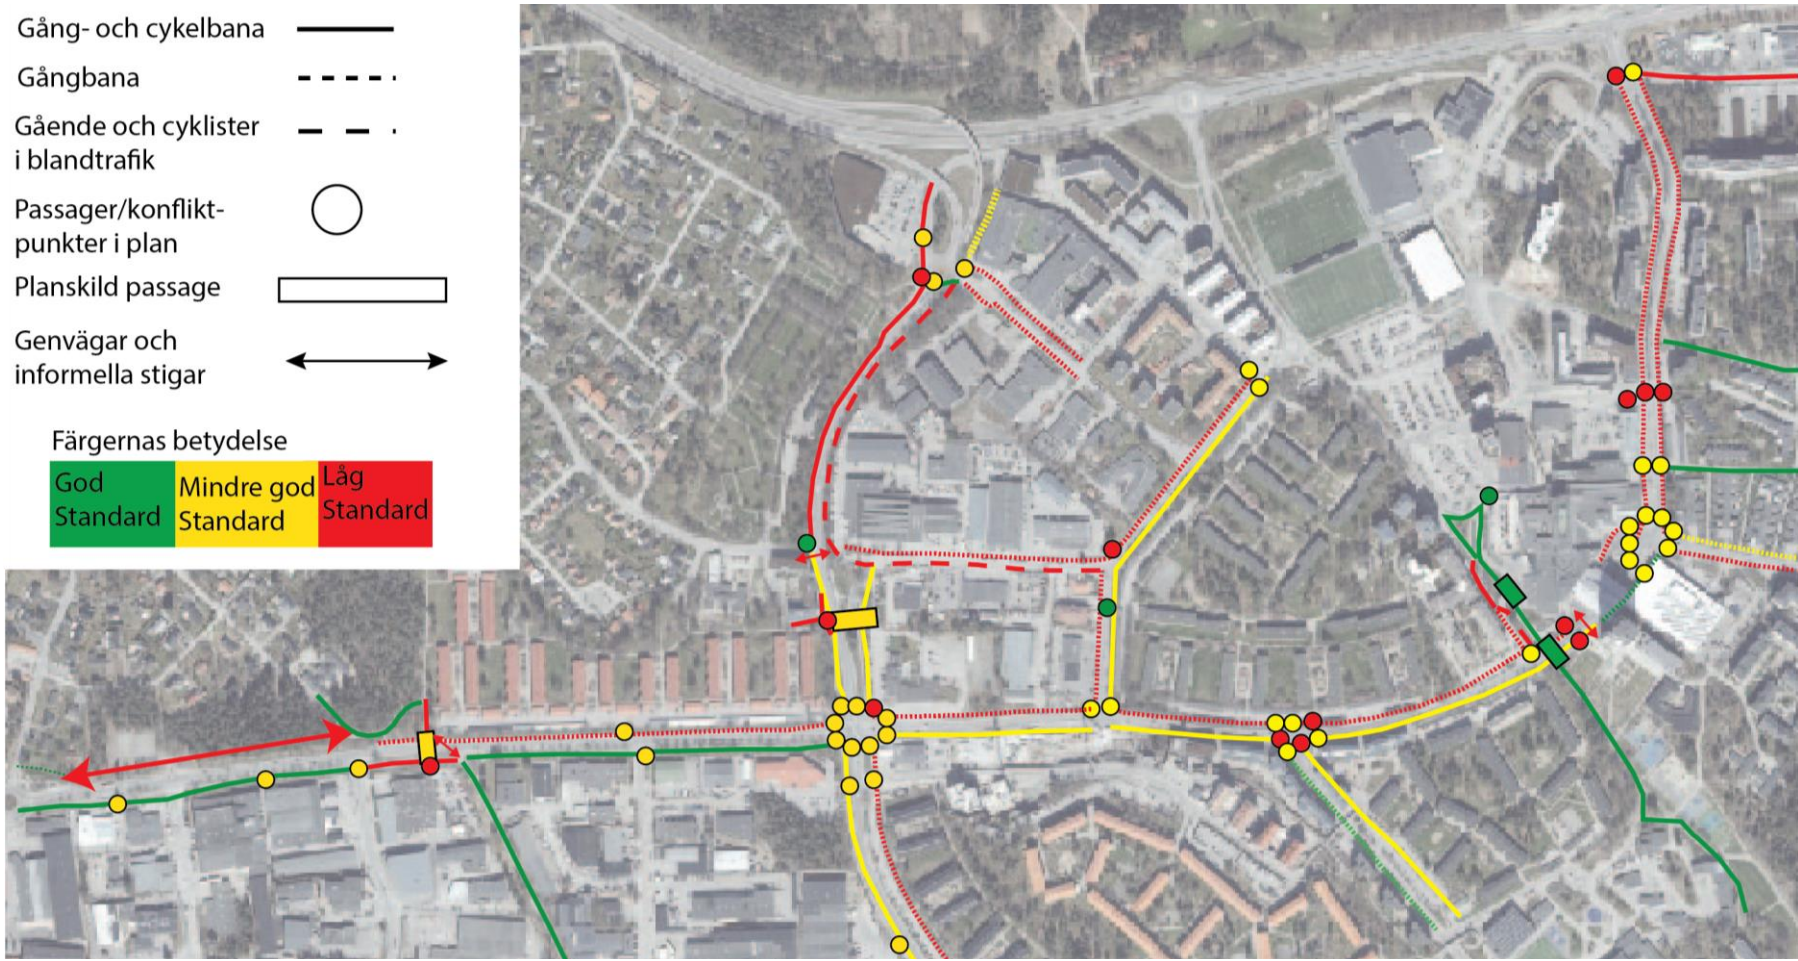 Gång- och cykelbana
Gångbana
Gående och cyklister
i blandtrafik
Passager/konflikt-
punkter i plan
Planskild passage
Genvägar och
informella stigar
Färgernas betydelse
God
Standard
Mindre god
Standard
Låg
Standard